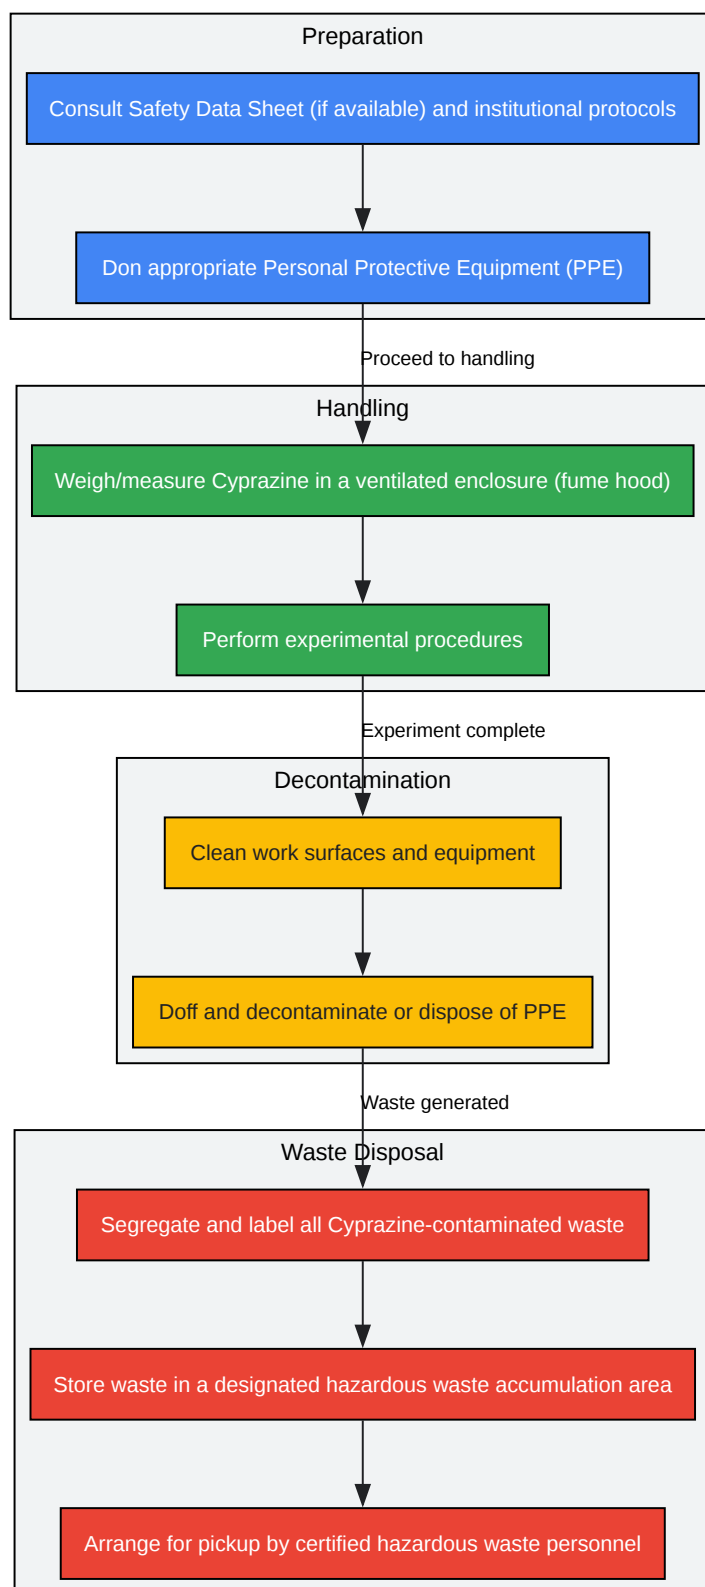 Preparation
Consult Safety Data Sheet (if available) and institutional protocols
Don appropriate Personal Protective Equipment (PPE)
Proceed to handling
Handling
Weigh/measure Cyprazine in a ventilated enclosure (fume hood)
Perform experimental procedures
Experiment complete
Decontamination
Clean work surfaces and equipment
Doff and decontaminate or dispose of PPE
Waste generated
Waste Disposal
Segregate and label all Cyprazine-contaminated waste
Store waste in a designated hazardous waste accumulation area
Arrange for pickup by certified hazardous waste personnel